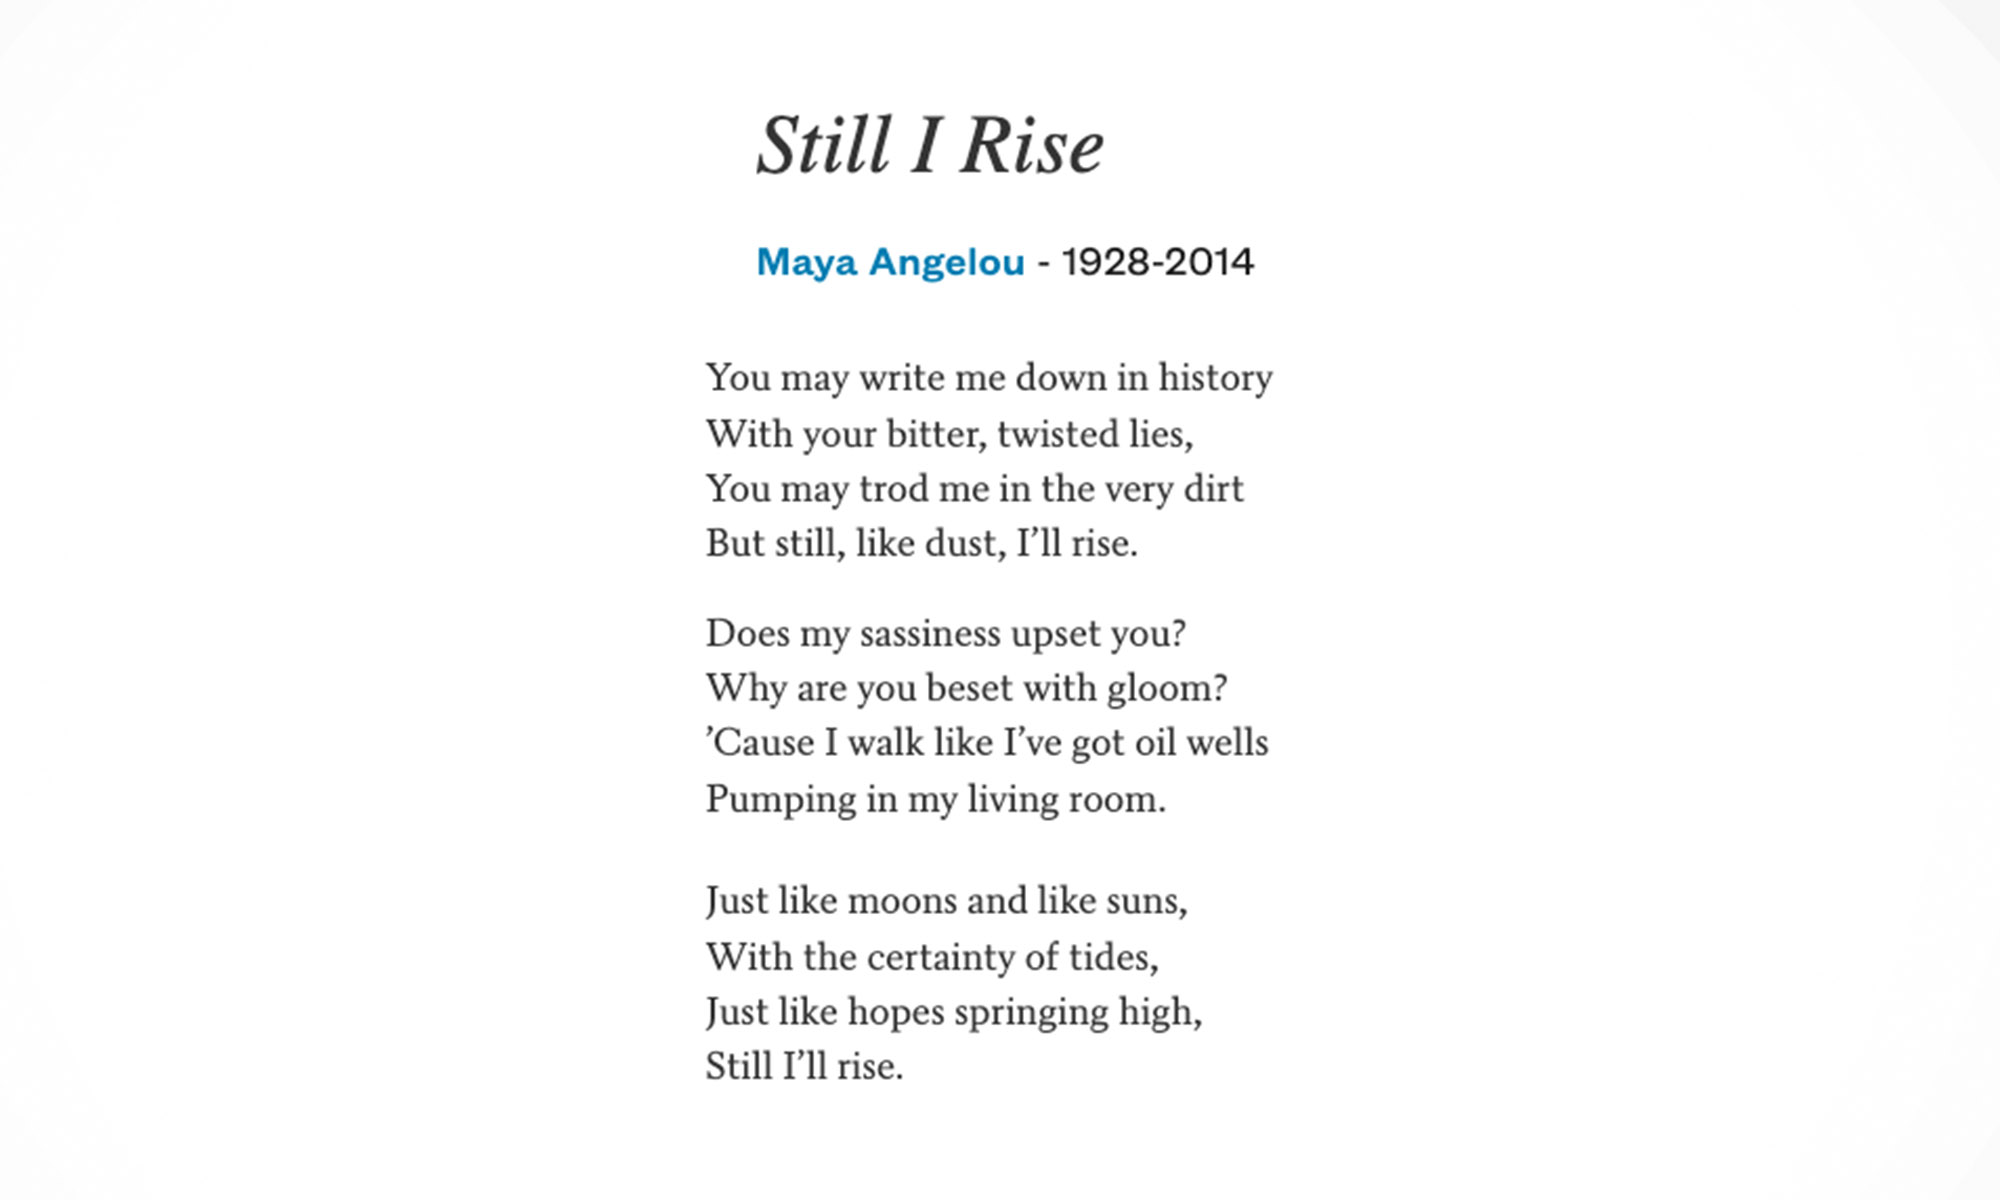 Still I Rise
Maya Angelou - 1928-2014
You may write me down in history
With your bitter, twisted lies,
You may trod me in the very dirt
But still, like dust, I’ll rise.
Does my sassiness upset you?
Why are you beset with gloom?
’Cause I walk like I’ve got oil wells
Pumping in my living room.
Just like moons and like suns,
With the certainty of tides,
Just like hopes springing high,
Still I’ll rise.